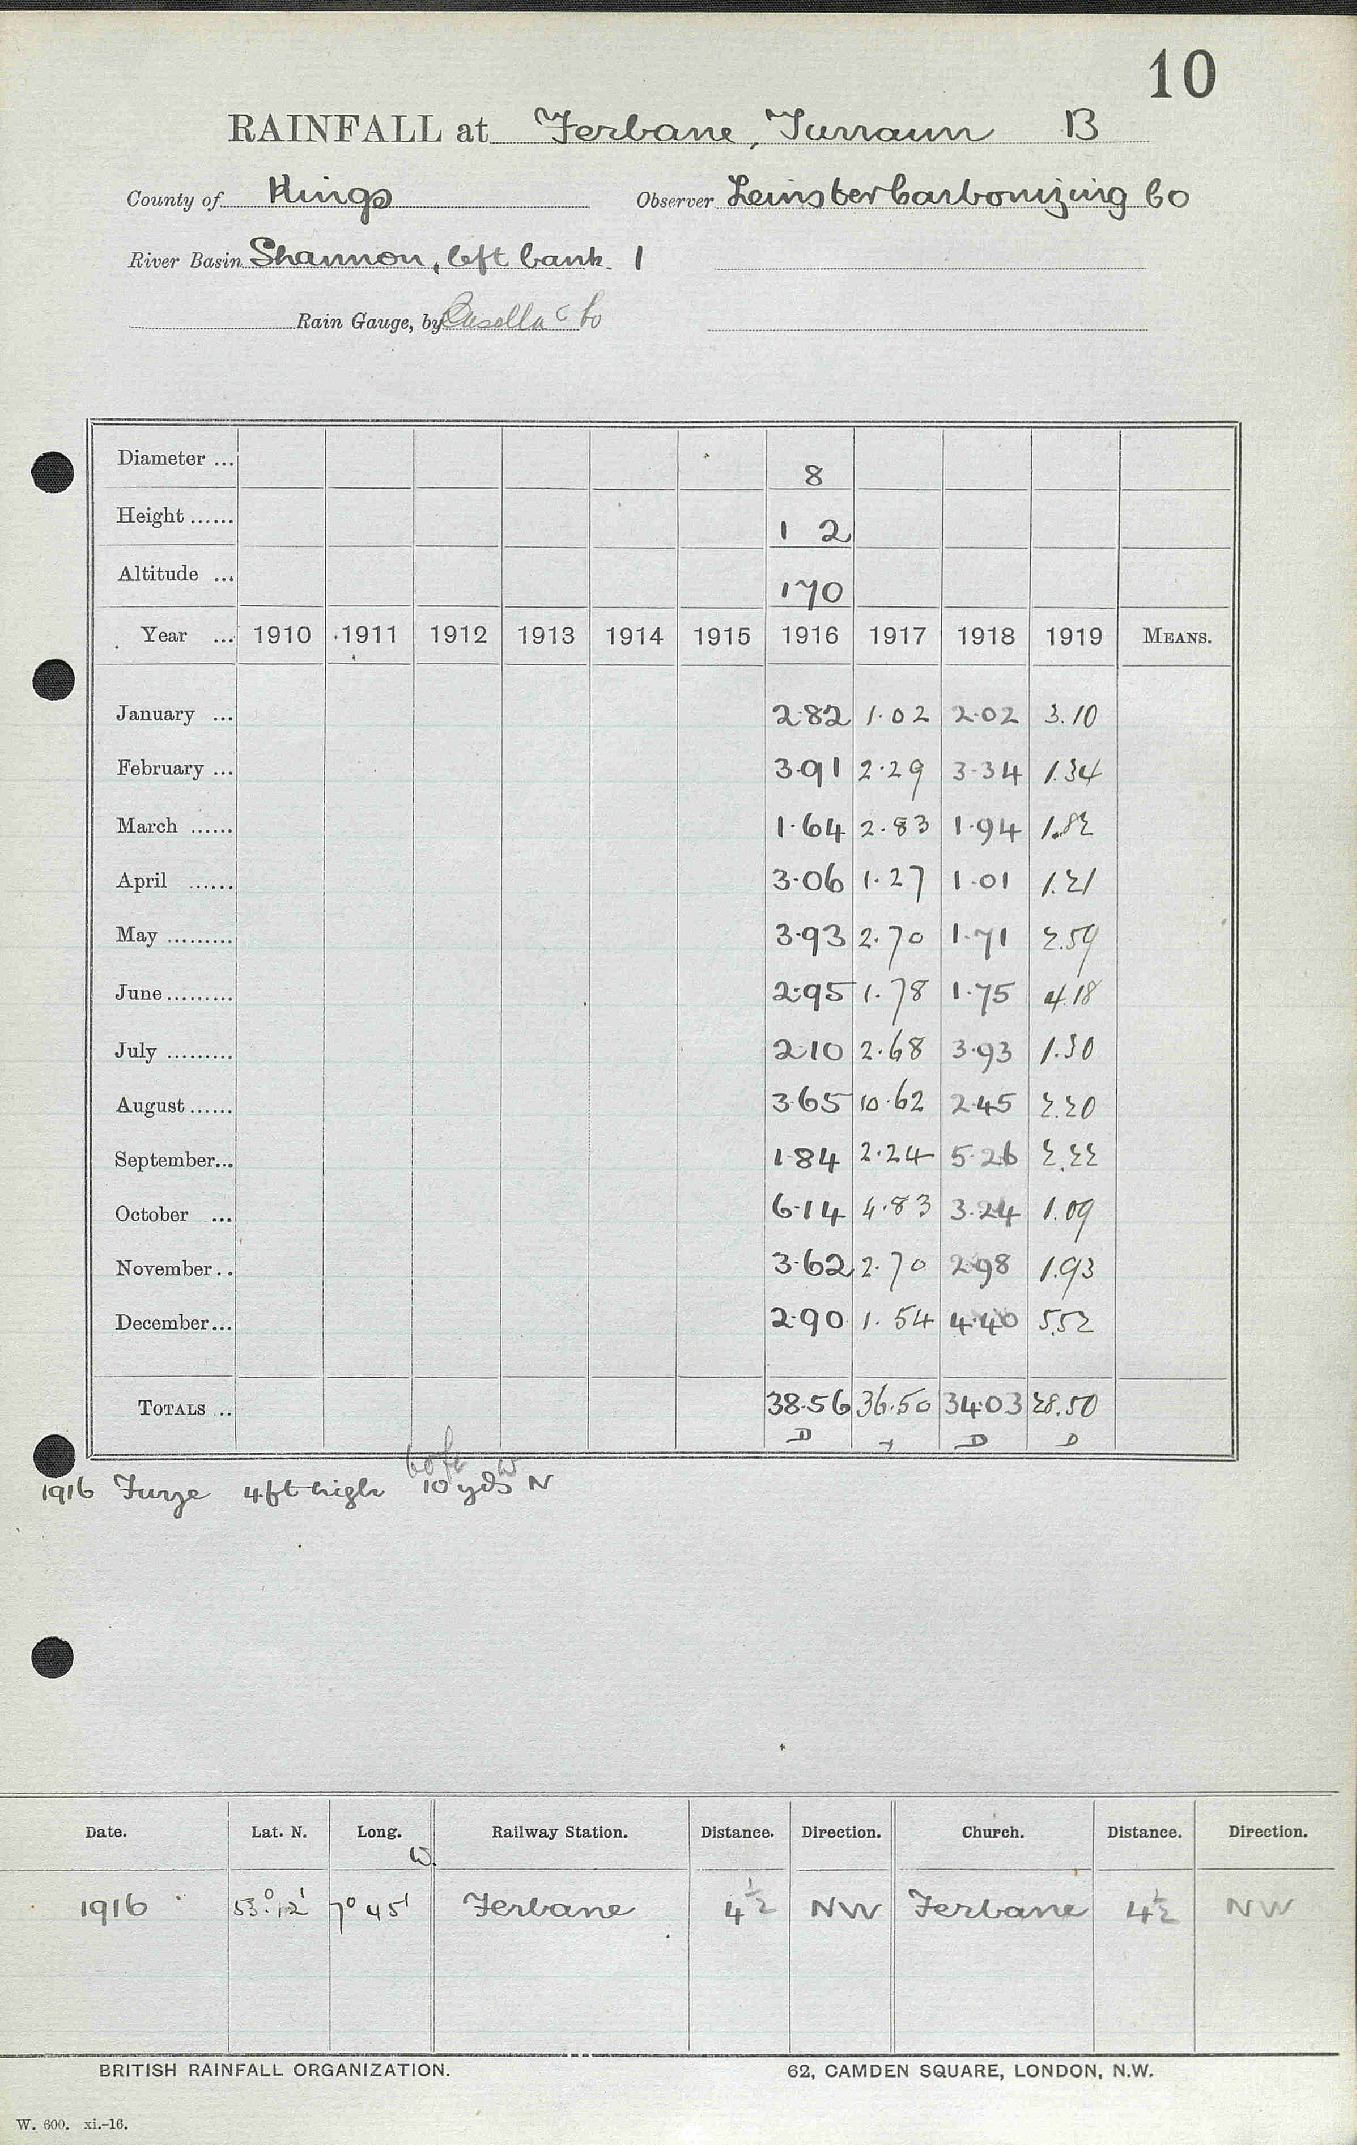 10
RAINFALL at Ferbane, Turraun B
County of Kings Observer Leinster Carbonizing Co
River Basin Shannon, left bank 1
Rain Gauge, by Casella & Co
Diameter ... 8
Height ...... 1 2
Altitude ... 170
Year ... 1910 1911 1912 1913 1914 1915 1916 1917 1918 1919 MEANS.
January ... 2.82 1.02 2.02 3.10
February ... 3.91 2.29 3.34 1.34
March ...... 1.64 2.83 1.94 1.82
April ...... 3.06 1.27 1.01 1.21
May ......... 3.93 2.70 1.71 2.59
June ......... 2.95 1.78 1.75 4.18
July ......... 2.10 2.68 3.93 1.30
August ...... 3.65 10.62 2.45 2.20
September... 1.84 2.24 5.26 2.22
October ... 6.14 4.83 3.24 1.09
November .. 3.62 2.70 2.98 1.93
December... 2.90 1.54 4.40 5.52
TOTALS .. 38.56 36.50 34.03 28.50
D D D
60 ft W
1916 Furze 4ft high 10 yds N
Date. Lat. N. Long. W. Railway Station. Distance. Direction. Church. Distance. Direction.
1916 53° 12' 7° 45' Ferbane 4½ NW Ferbane 4½ NW
BRITISH RAINFALL ORGANIZATION. 62, CAMDEN SQUARE, LONDON, N.W.
W. 600. xi.-16.